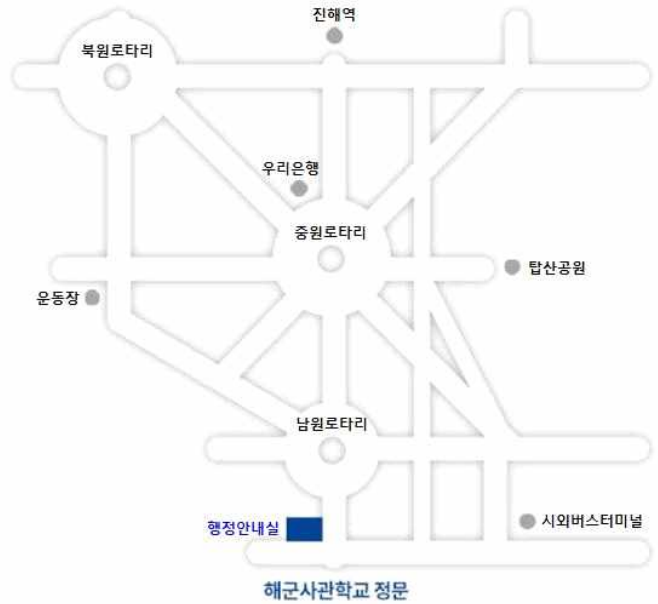 진해역
북원로타리
우리은행
중원로타리
탑산공원
운동장
남원로타리
시외버스터미널
행정안내실
해군사관학교 정문